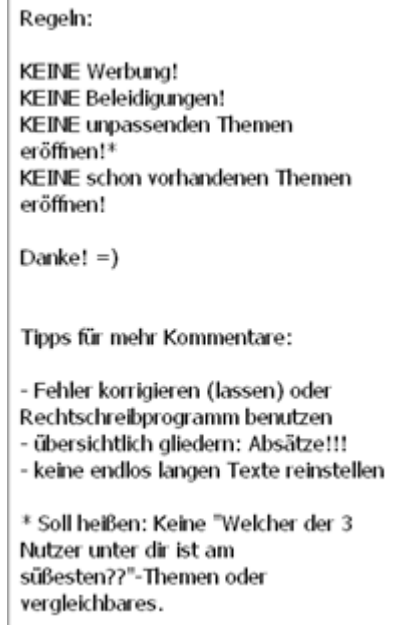 Regeln:
KEINE Werbung!
KEINE Beleidigungen!
KEINE unpassenden Themen
eröffnen!*
KEINE schon vorhandenen Themen
eröffnen!
Danke! =)
Tipps für mehr Kommentare:
- Fehler korrigieren (lassen) oder
Rechtschreibprogramm benutzen
- übersichtlich gliedern: Absätze!!!
- keine endlos langen Texte reinstellen
* Soll heißen: Keine "Welcher der 3
Nutzer unter dir ist am
süßesten??"-Themen oder
vergleichbares.